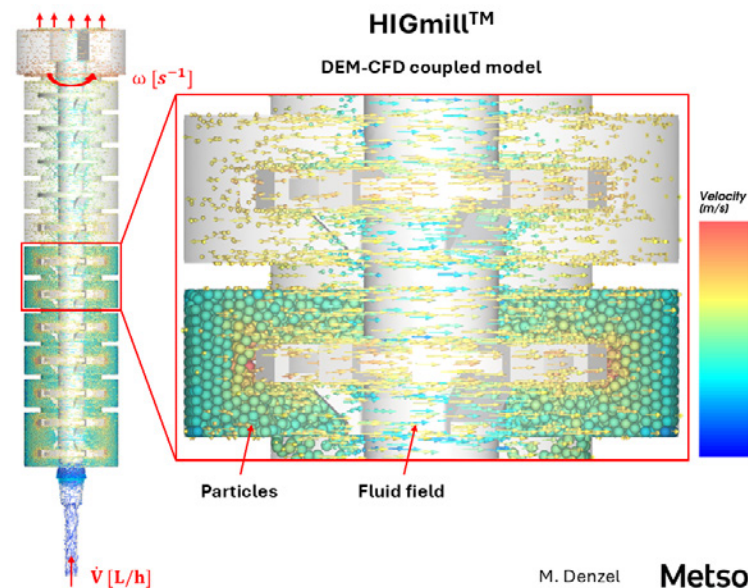 HIGmill™
DEM-CFD coupled model
ω [s⁻¹]
Velocity
[m/s]
Particles
Fluid field
V̇ [L/h]
M. Denzel
Metso